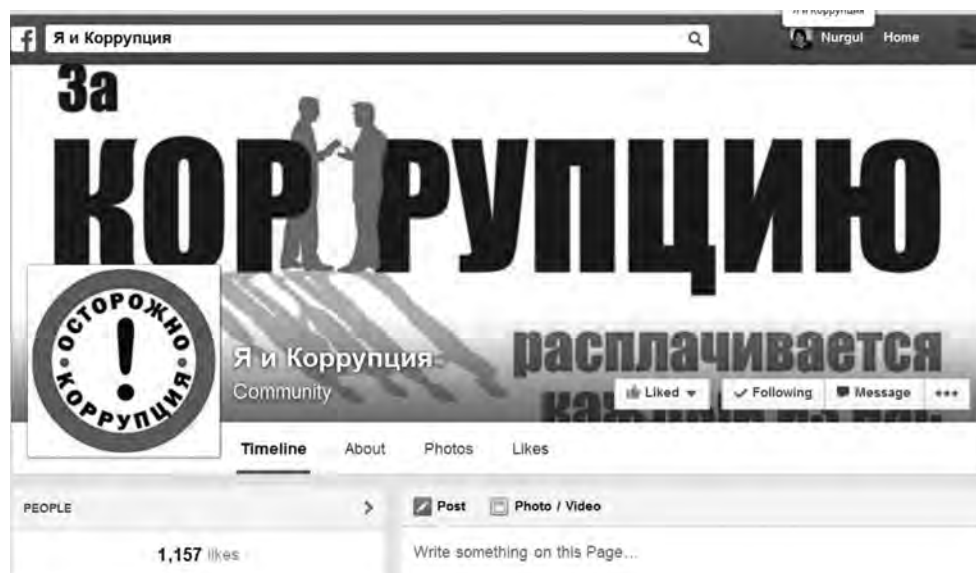 Я и Коррупция
f Я и Коррупция Nurgul Home
За
КОРРУПЦИЮ
расплачивается
ОСТОРОЖНО
КОРРУПЦИЯ
Я и Коррупция
Community
Liked Following Message
Timeline About Photos Likes
PEOPLE
1,157 likes
Post Photo / Video
Write something on this Page...